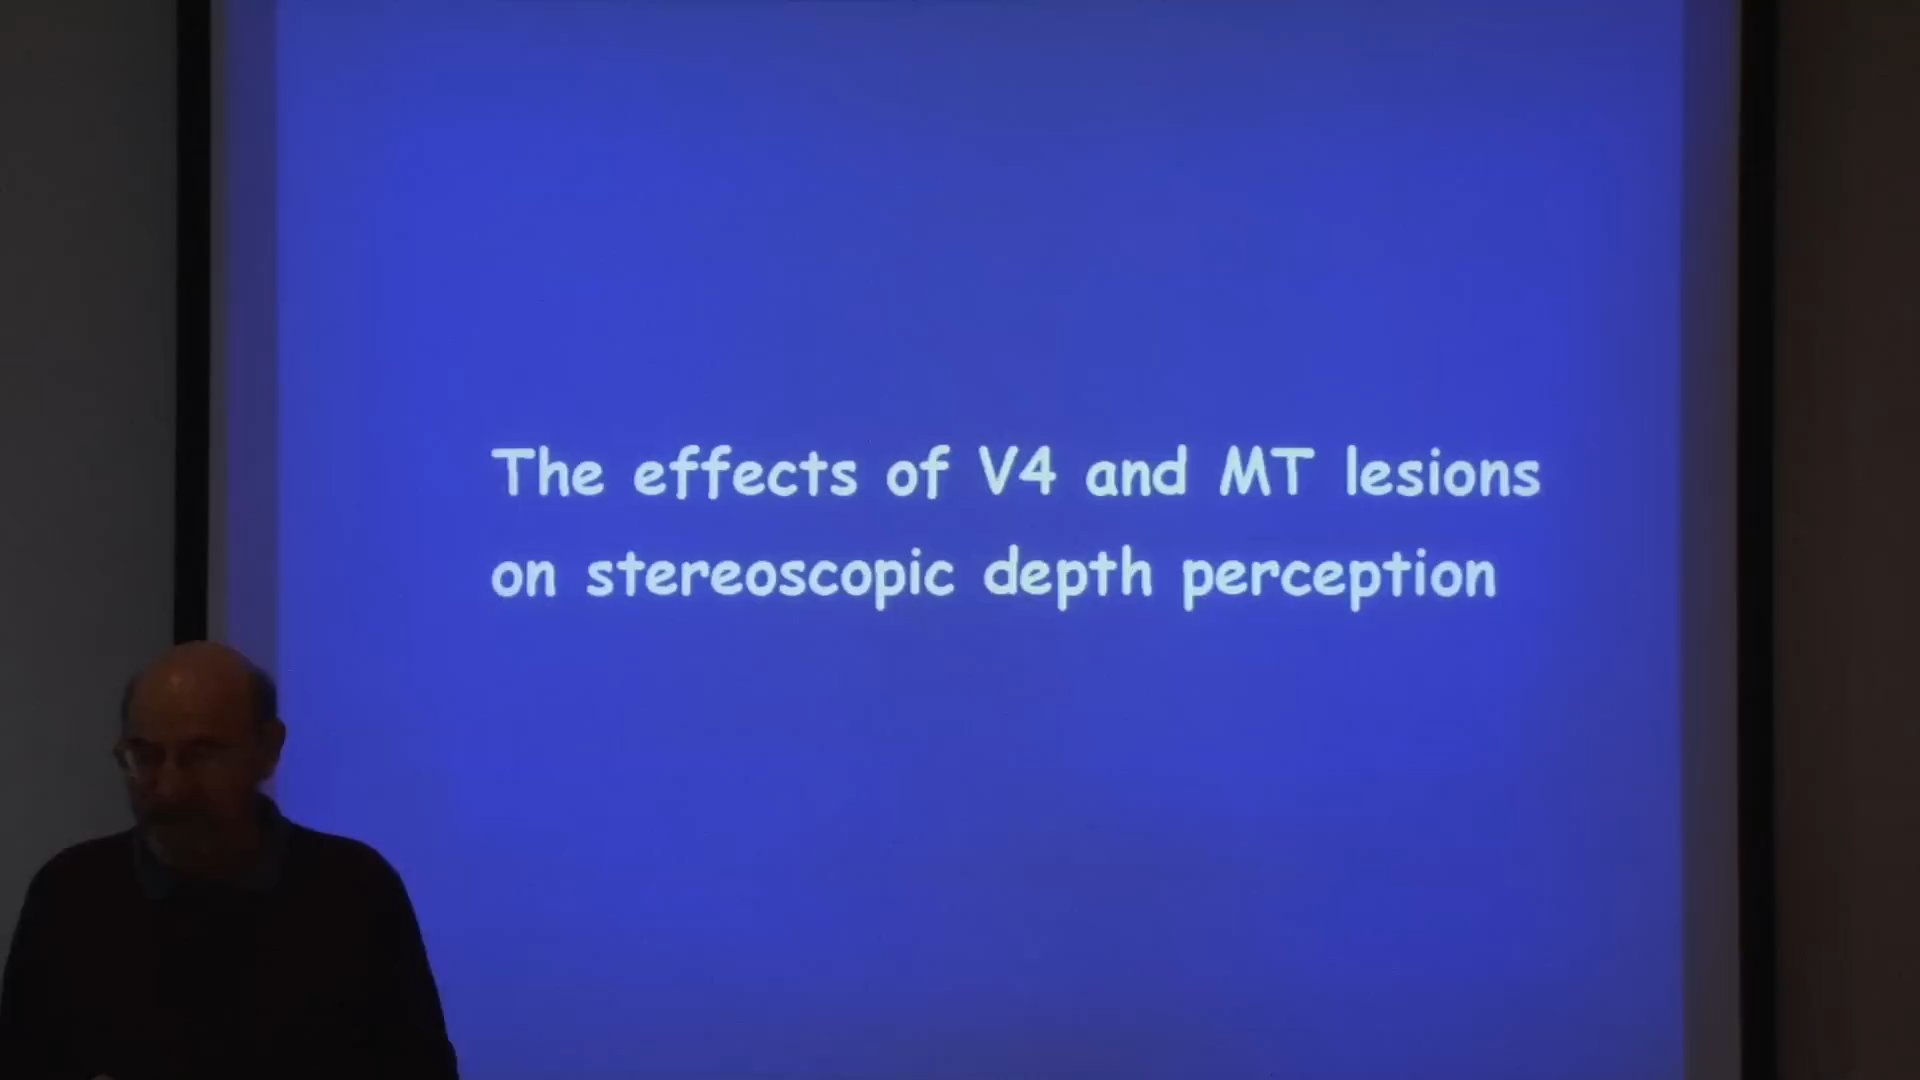 The effects of V4 and MT lesions
on stereoscopic depth perception